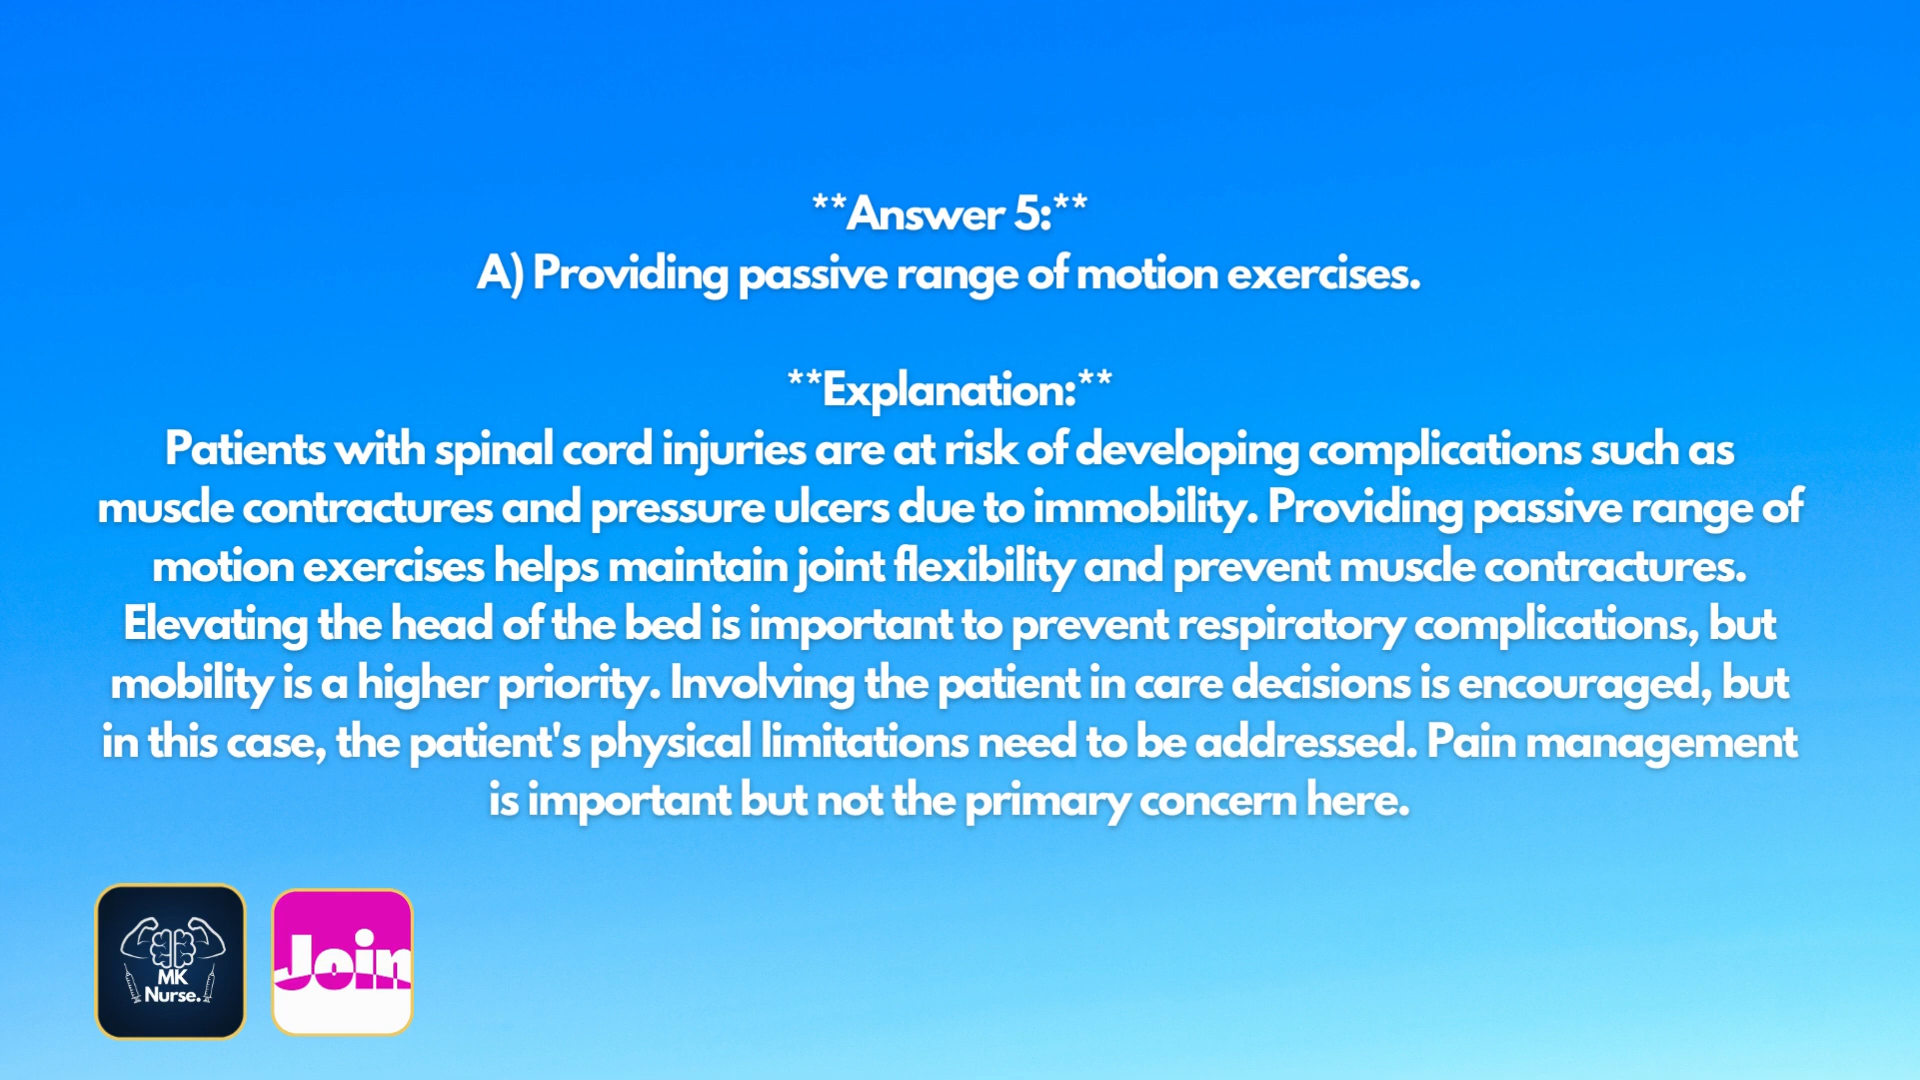 **Answer 5:**
A) Providing passive range of motion exercises.
**Explanation:**
Patients with spinal cord injuries are at risk of developing complications such as
muscle contractures and pressure ulcers due to immobility. Providing passive range of
motion exercises helps maintain joint flexibility and prevent muscle contractures.
Elevating the head of the bed is important to prevent respiratory complications, but
mobility is a higher priority. Involving the patient in care decisions is encouraged, but
in this case, the patient's physical limitations need to be addressed. Pain management
is important but not the primary concern here.
MK
Nurse.
Join